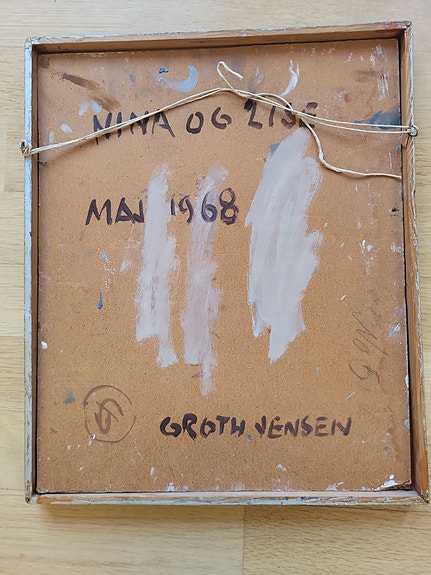 NINA OG LISE
MAJ 1968
GROTH JENSEN